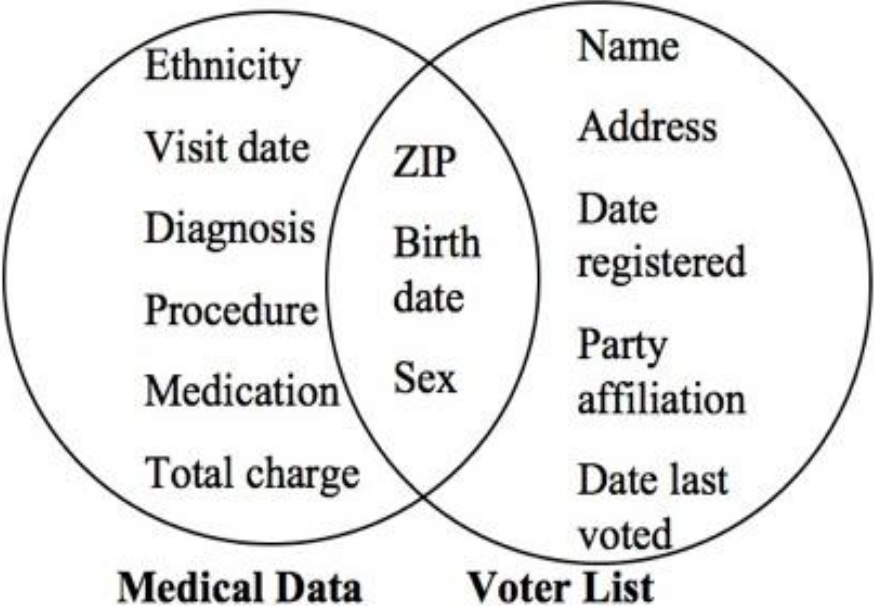 Ethnicity
Visit date
Diagnosis
Procedure
Medication
Total charge
ZIP
Birth
date
Sex
Name
Address
Date
registered
Party
affiliation
Date last
voted
Medical Data
Voter List